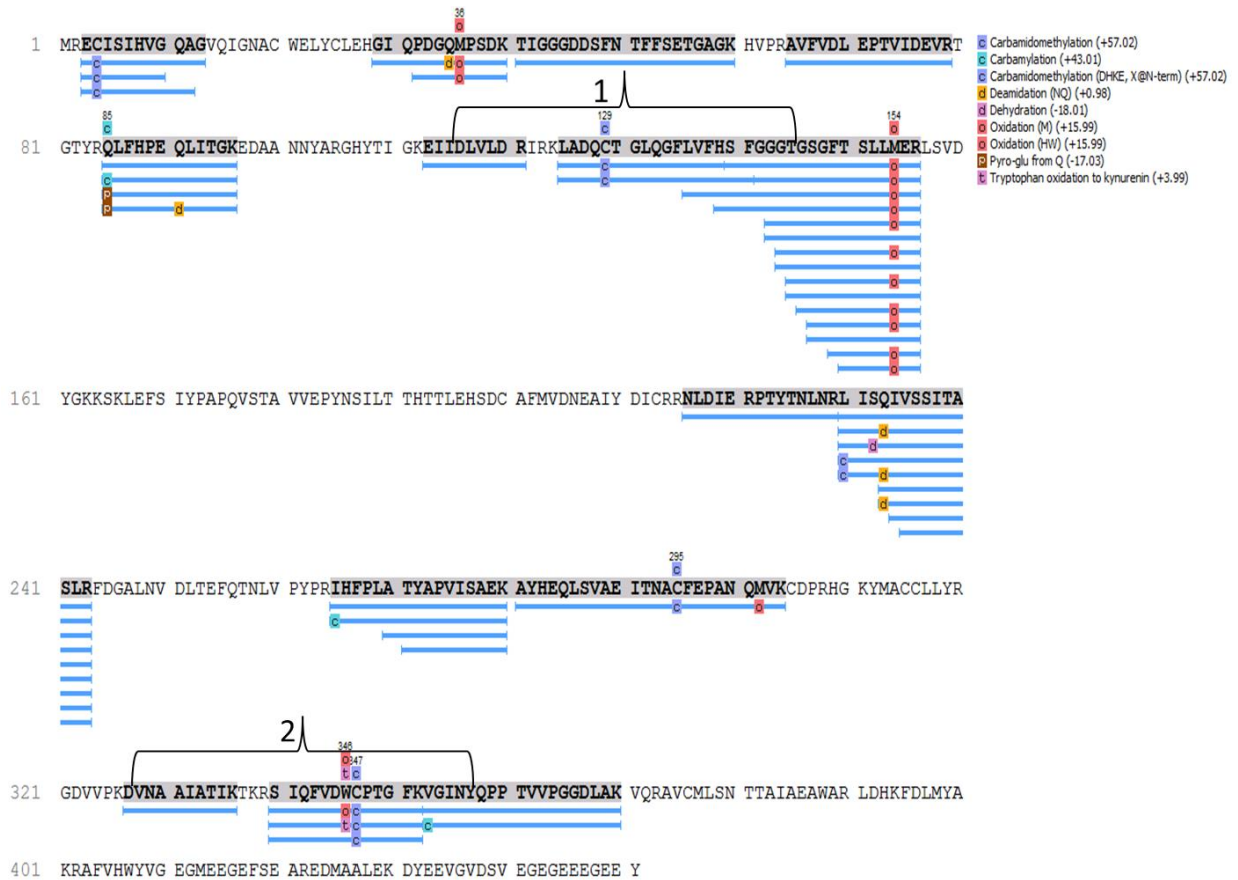 36
o
1 MRECISIHVG QAGVQIGNAC WELYCLEHGI QPDGQMPSDK TIGGGDDSFN TFFSETGAGK HVPRAVFVDL EPTVIDEVRT
c d o
c o
c
c Carbamidomethylation (+57.02)
c Carbamylation (+43.01)
c Carbamidomethylation (DHKE, X@N-term) (+57.02)
d Deamidation (NQ) (+0.98)
d Dehydration (-18.01)
o Oxidation (M) (+15.99)
o Oxidation (HW) (+15.99)
P Pyro-glu from Q (-17.03)
t Tryptophan oxidation to kynurenin (+3.99)
1
85 129 154
c c o
81 GTYRQLFHPE QLITGKEDAA NNYARGHYTI GKEIIDLVLD RIRKLADQCT GLQGFLVFHS FGGGTGSGFT SLLMERLSVD
c o
c c o
P o
P d o
o
o
o
o
o
o
o
161 YGKKSKLEFS IYPAPQVSTA VVEPYNSILT THTTLEHSDC AFMVDNEAIY DICRRNLDIE RPTYTNLNRL ISQIVSSITA
d
d
c
c d
d
295
c
241 SLRFDGALNV DLTEFQTNLV PYPRIHFPLA TYAPVISAEK AYHEQLSVAE ITNACFEPAN QMVKCDPRHG KYMACCLLYR
c o
c
2
346
o 347
t c
321 GDVVPKDVNA AIATIKTKRS IQFVDWCPTG FKVGINYQPP TVVPGGDLAK VQRAVCMLSN TTAIAEAWAR LDHKFDLMYA
o c
t c c
c
401 KRAFVHWYVG EGMEEGEFSE AREDMAALEK DYEEVGVDSV EGEGEEEGEE Y